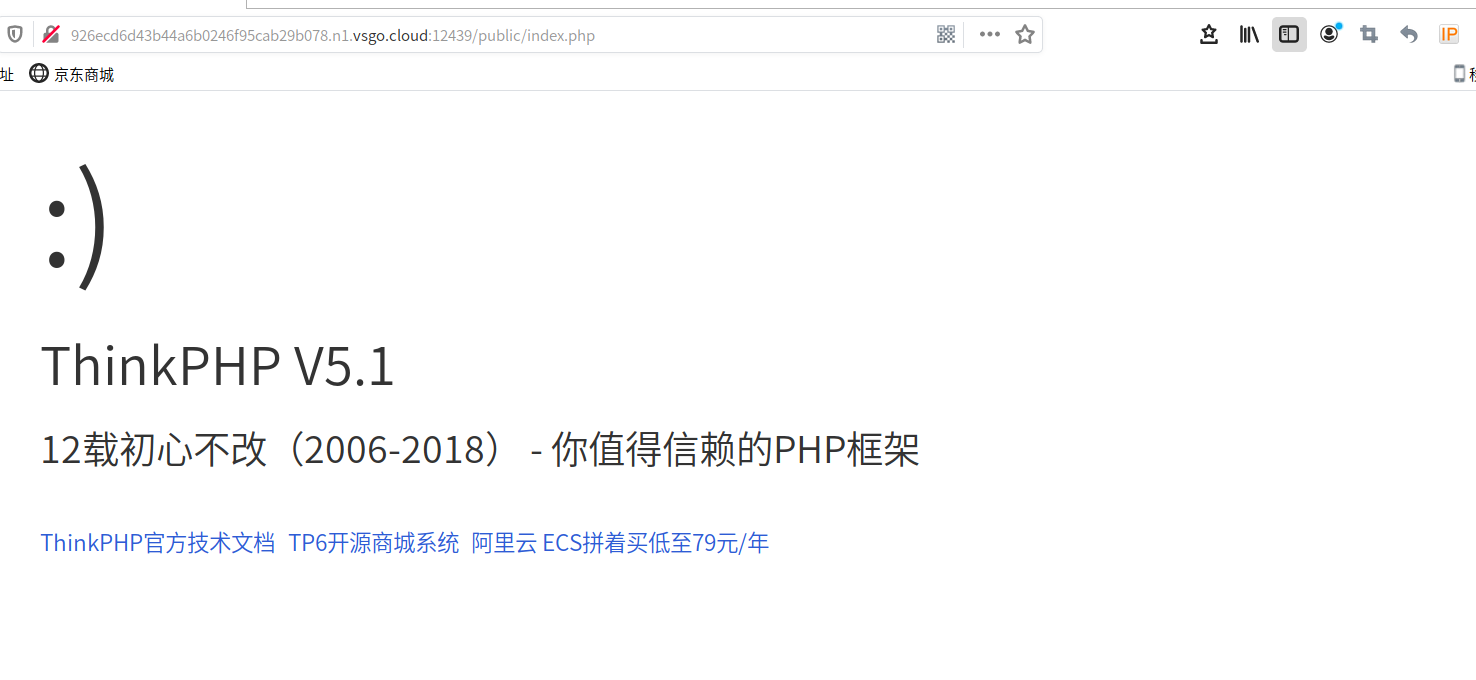 926ecd6d43b44a6b0246f95cab29b078.n1.vsgo.cloud:12439/public/index.php
IP
址 京东商城
:)
ThinkPHP V5.1
12载初心不改（2006-2018） - 你值得信赖的PHP框架
ThinkPHP官方技术文档 TP6开源商城系统 阿里云 ECS拼着买低至79元/年